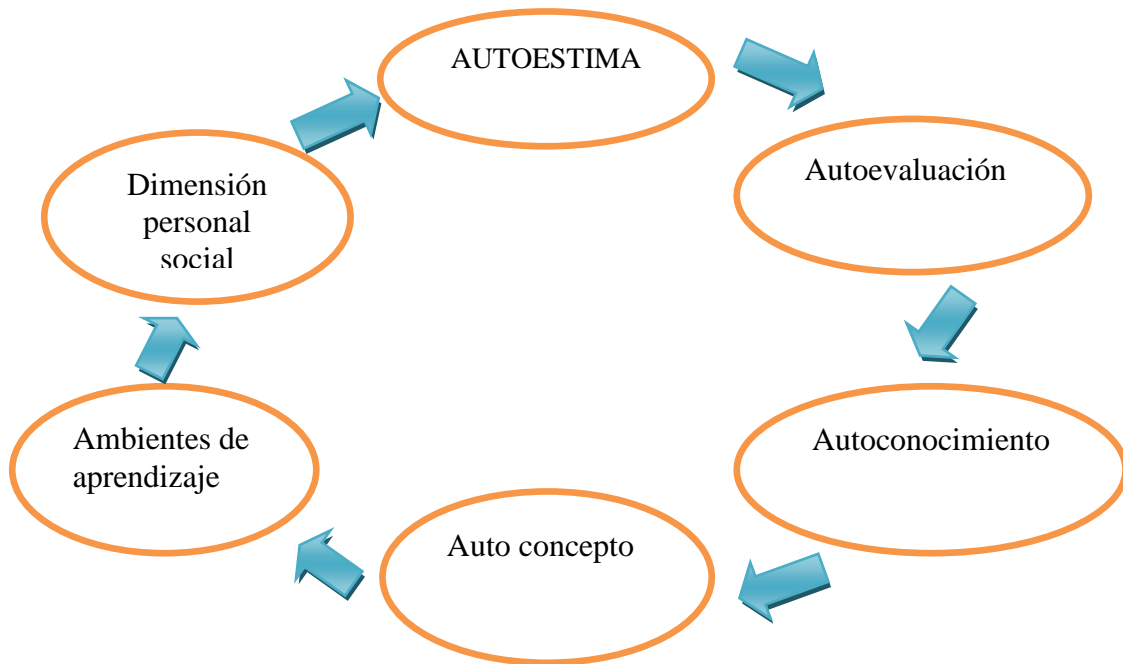 AUTOESTIMA
Autoevaluación
Autoconocimiento
Auto concepto
Ambientes de
aprendizaje
Dimensión
personal
social